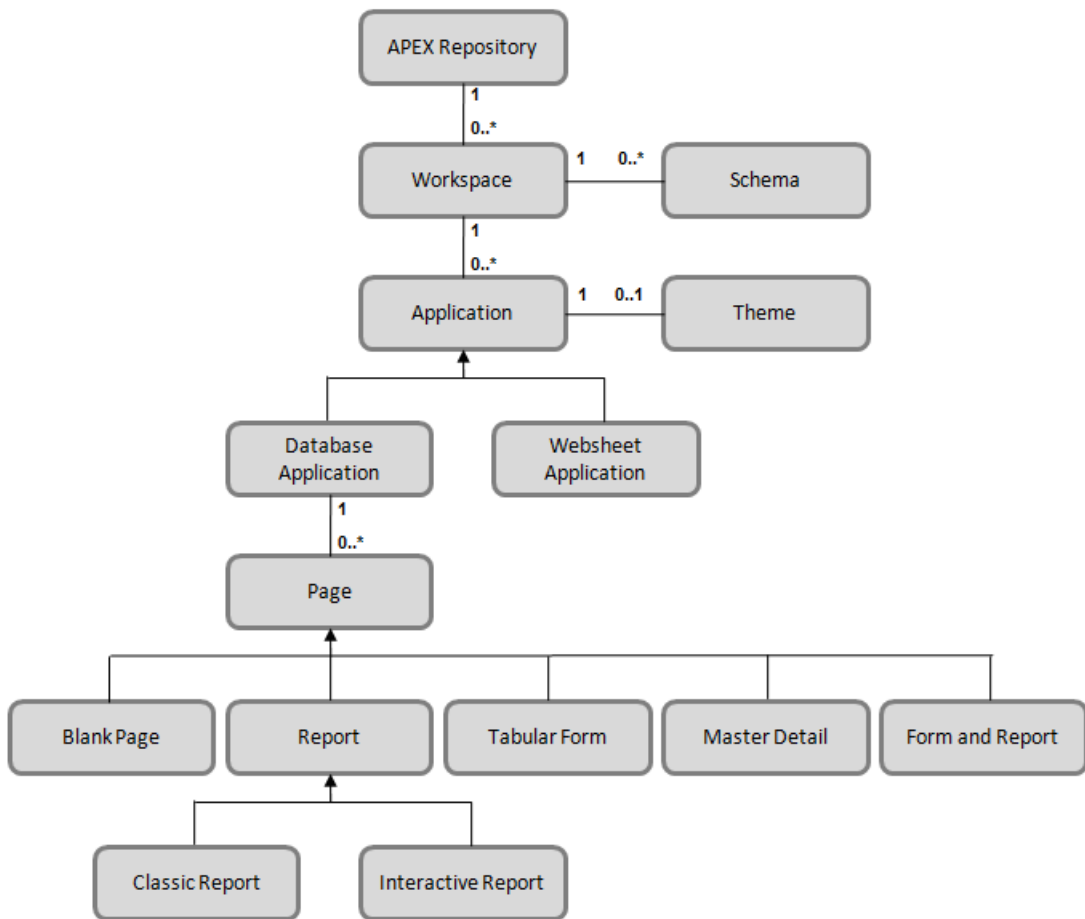 APEX Repository
1
0..*
Workspace
1 0..*
Schema
1
0..*
Application
1 0..1
Theme
Database
Application
Websheet
Application
1
0..*
Page
Blank Page
Report
Tabular Form
Master Detail
Form and Report
Classic Report
Interactive Report